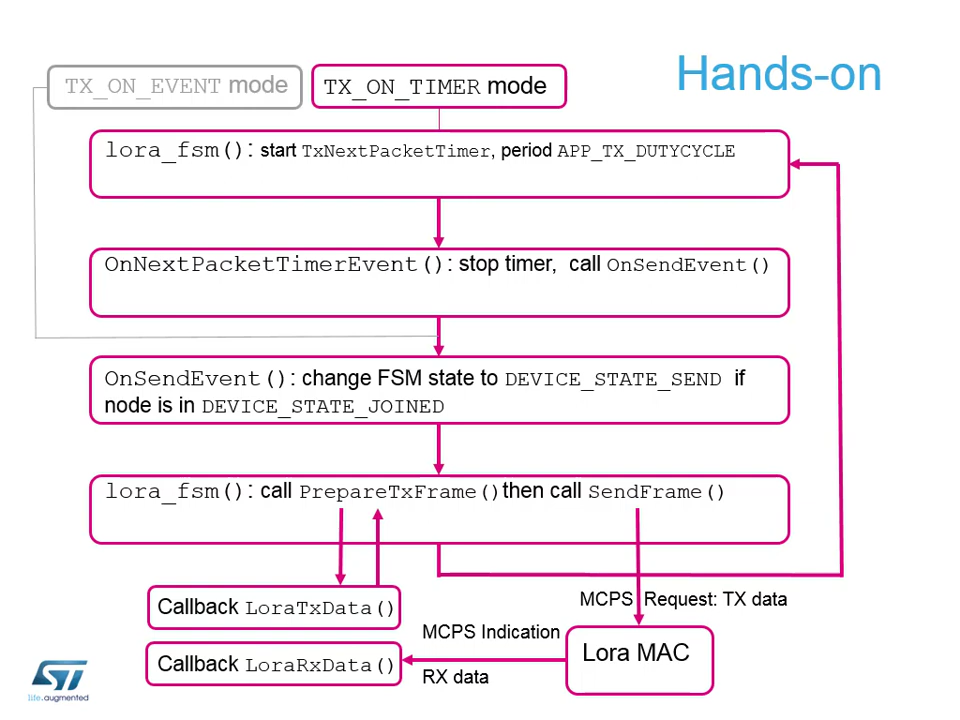 Hands-on
TX_ON_EVENT mode
TX_ON_TIMER mode
lora_fsm(): start TxNextPacketTimer, period APP_TX_DUTYCYCLE
OnNextPacketTimerEvent(): stop timer, call OnSendEvent()
OnSendEvent(): change FSM state to DEVICE_STATE_SEND if
node is in DEVICE_STATE_JOINED
lora_fsm(): call PrepareTxFrame()then call SendFrame()
Callback LoraTxData()
MCPS Request: TX data
MCPS Indication
Lora MAC
Callback LoraRxData()
RX data
ST
life.augmented